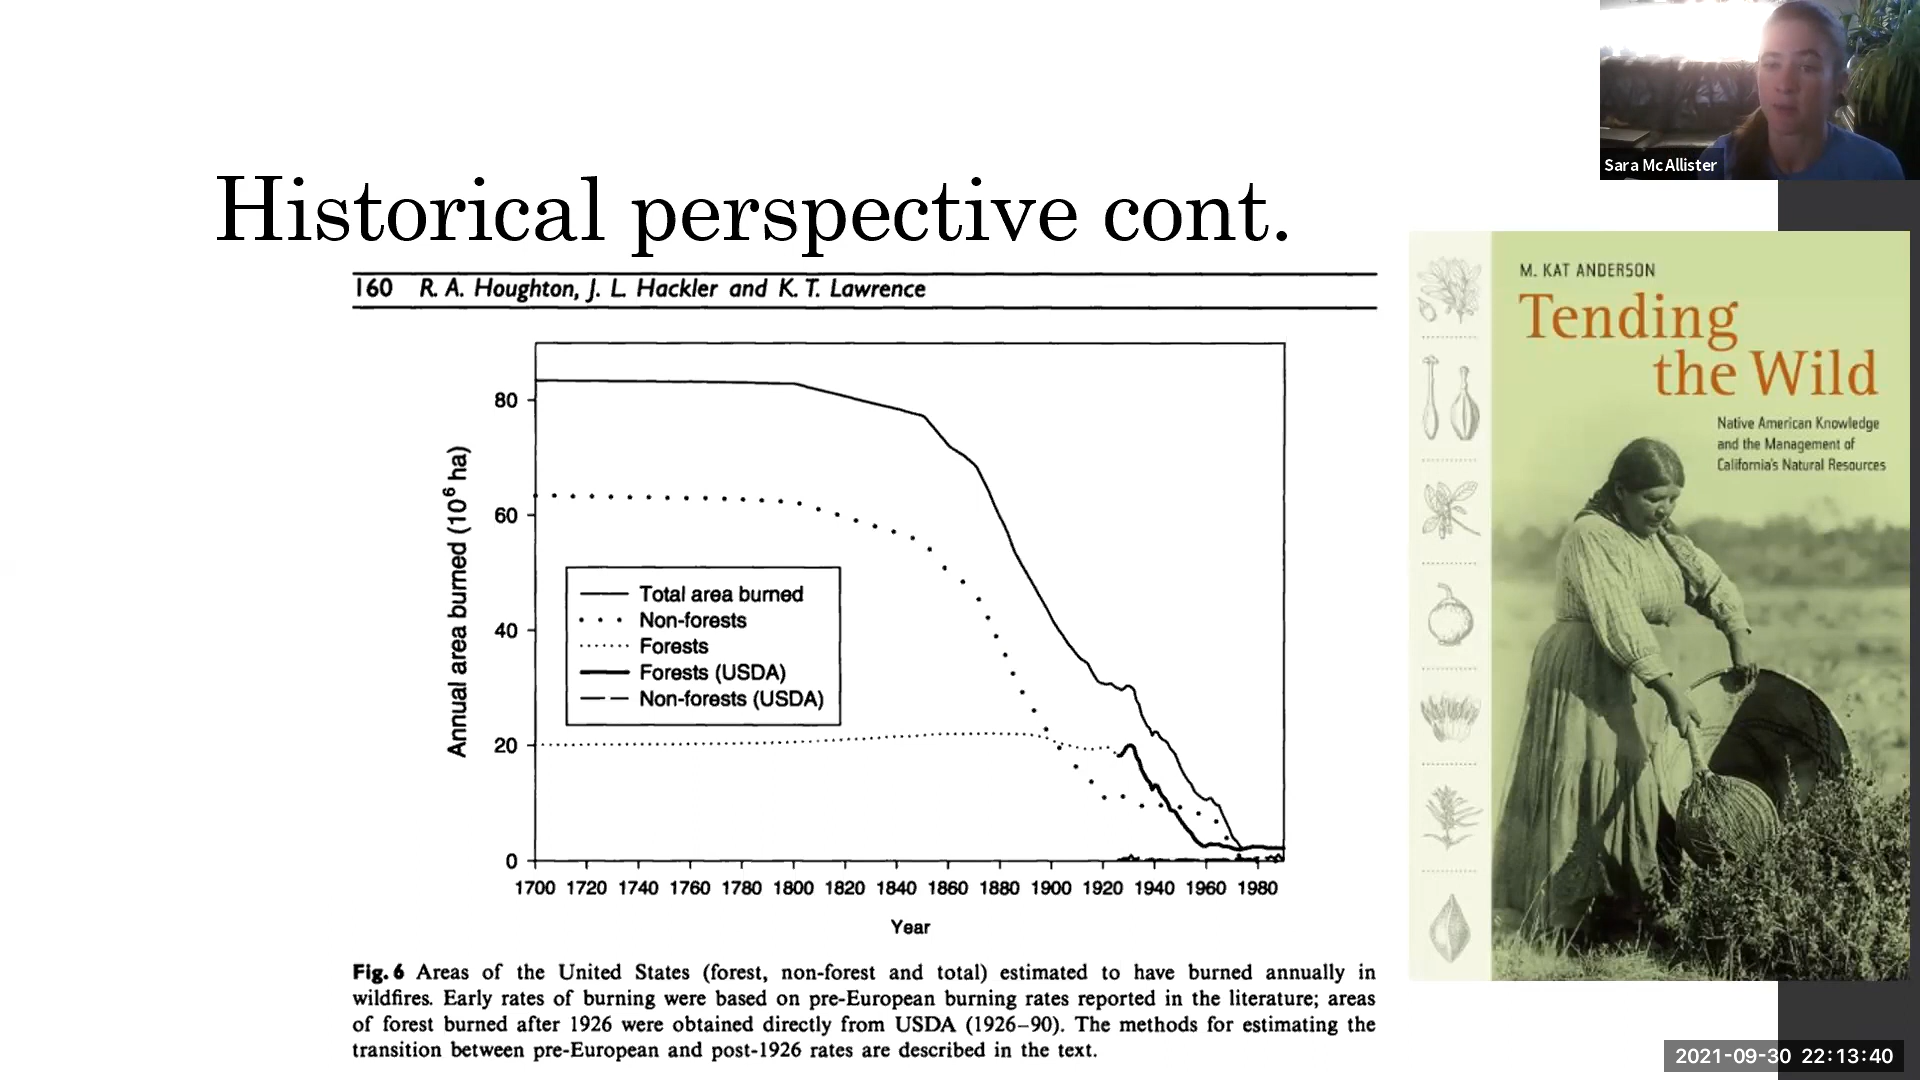 Sara McAllister
Historical perspective cont.
160 R. A. Houghton, J. L. Hackler and K. T. Lawrence
Annual area burned (10⁶ ha)
80
60
40
20
0
Total area burned
Non-forests
Forests
Forests (USDA)
Non-forests (USDA)
1700 1720 1740 1760 1780 1800 1820 1840 1860 1880 1900 1920 1940 1960 1980
Year
Fig. 6 Areas of the United States (forest, non-forest and total) estimated to have burned annually in
wildfires. Early rates of burning were based on pre-European burning rates reported in the literature; areas
of forest burned after 1926 were obtained directly from USDA (1926–90). The methods for estimating the
transition between pre-European and post-1926 rates are described in the text.
M. KAT ANDERSON
Tending
the Wild
Native American Knowledge
and the Management of
California's Natural Resources
2021-09-30 22:13:40